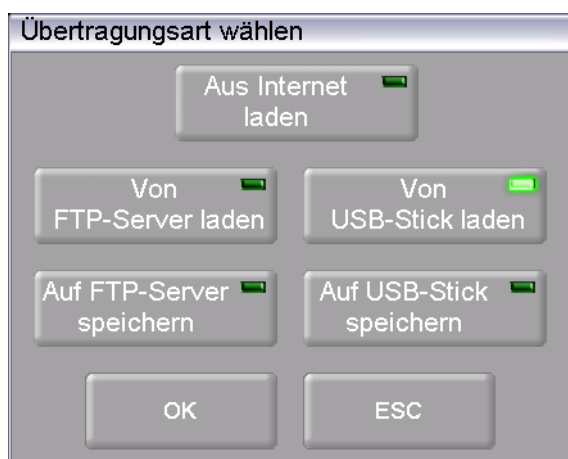 Übertragungsart wählen
Aus Internet
laden
Von
FTP-Server laden
Von
USB-Stick laden
Auf FTP-Server
speichern
Auf USB-Stick
speichern
OK
ESC